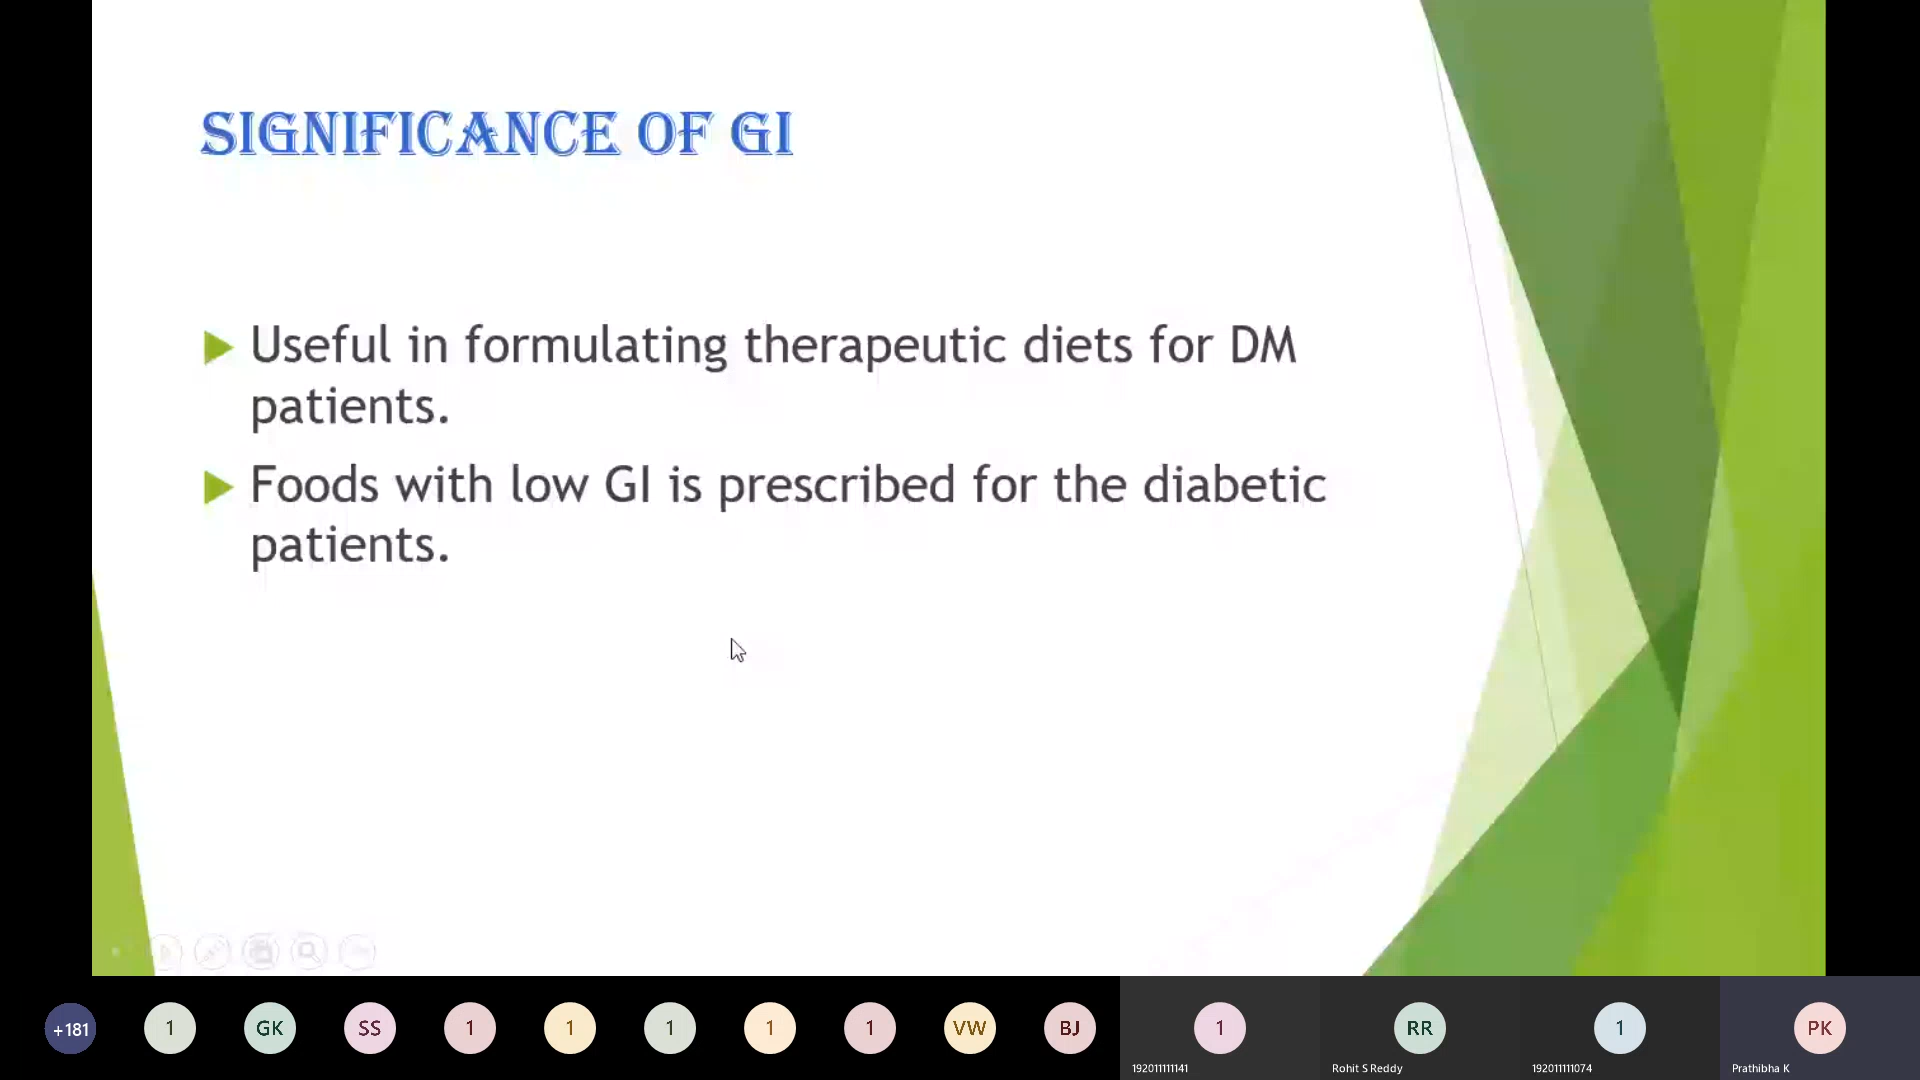 SIGNIFICANCE OF GI
Useful in formulating therapeutic diets for DM
patients.
Foods with low GI is prescribed for the diabetic
patients.
+181
1
GK
SS
1
1
1
1
1
VW
BJ
1
RR
1
PK
192011111141
Rohit S Reddy
192011111074
Prathibha K